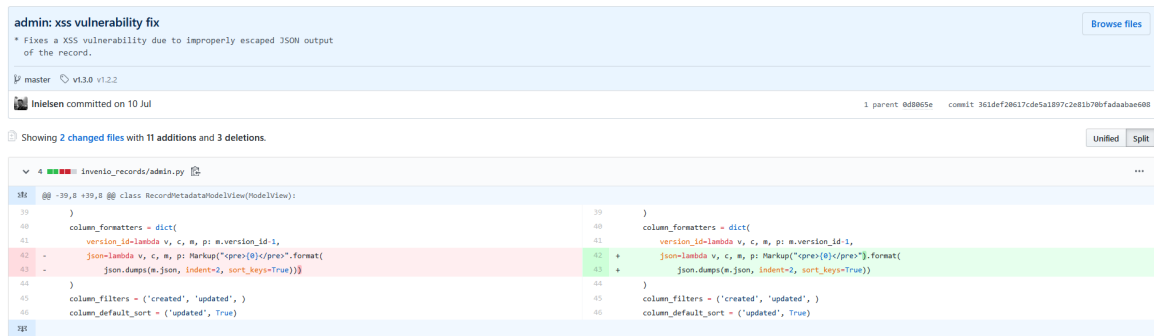 admin: xss vulnerability fix
Browse files
* Fixes a XSS vulnerability due to improperly escaped JSON output
of the record.
master v1.3.0 v1.2.2
lnielsen committed on 10 Jul
1 parent 0d8065e commit 361def20617cde5a1897c2e81b70bfadaabae608
Showing 2 changed files with 11 additions and 3 deletions.
Unified Split
4 invenio_records/admin.py
@@ -39,8 +39,8 @@ class RecordMetadataModelView(ModelView):
39 ) 39 )
40 column_formatters = dict( 40 column_formatters = dict(
41 version_id=lambda v, c, m, p: m.version_id-1, 41 version_id=lambda v, c, m, p: m.version_id-1,
42 - json=lambda v, c, m, p: Markup("<pre>{0}</pre>".format( 42 + json=lambda v, c, m, p: Markup("<pre>{0}</pre>").format(
43 - json.dumps(m.json, indent=2, sort_keys=True))) 43 + json.dumps(m.json, indent=2, sort_keys=True))
44 ) 44 )
45 column_filters = ('created', 'updated', ) 45 column_filters = ('created', 'updated', )
46 column_default_sort = ('updated', True) 46 column_default_sort = ('updated', True)